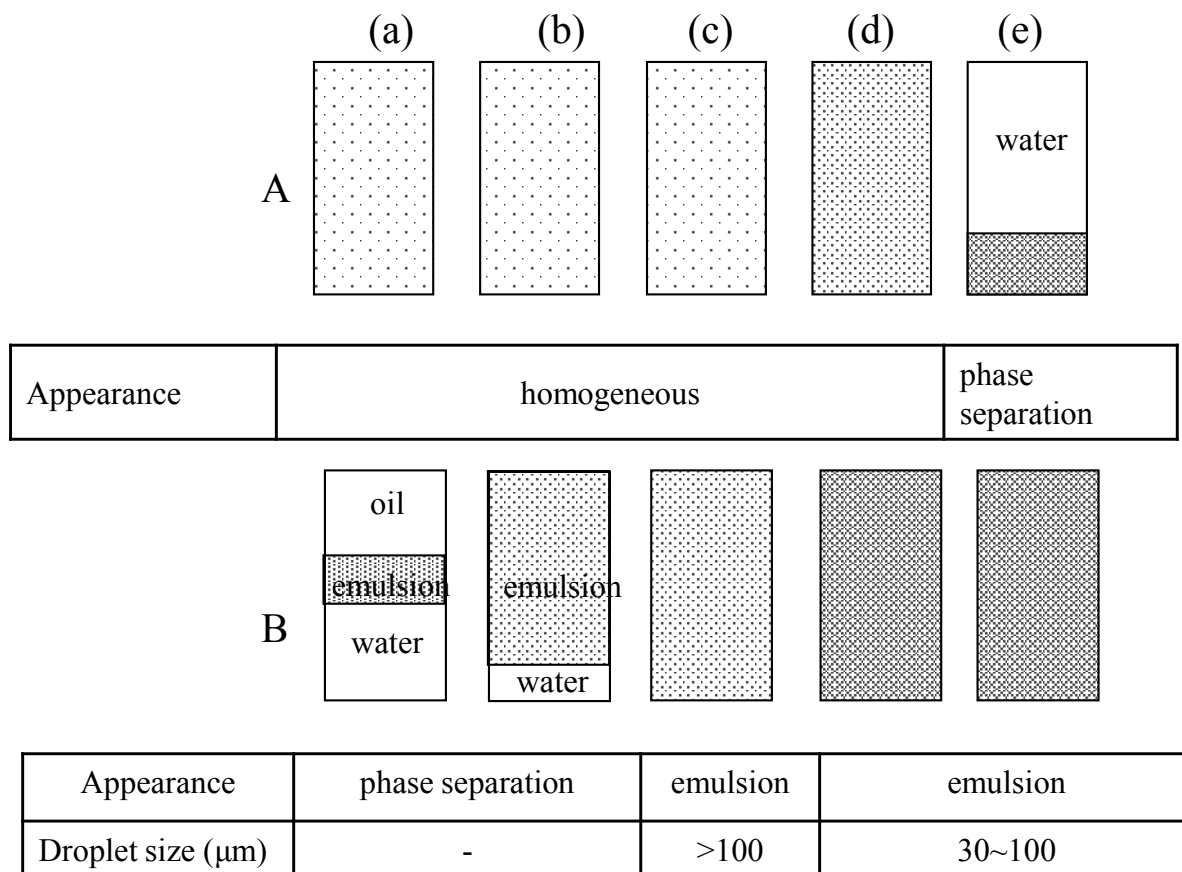 (a) (b) (c) (d) (e)
water
A
Appearance homogeneous phase
separation
oil
emulsion emulsion
B
water water
Appearance phase separation emulsion emulsion
Droplet size (μm) - >100 30~100